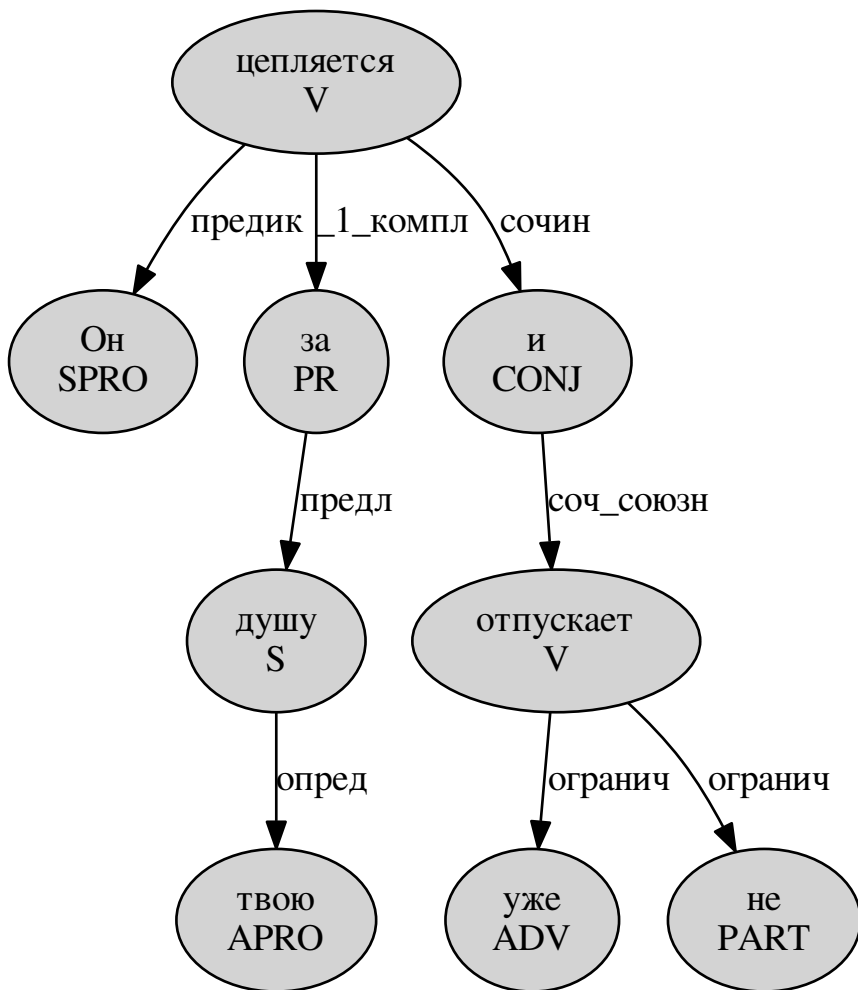 цепляется
V
предик
_1_компл
сочин
Он
SPRO
за
PR
и
CONJ
предл
соч_союзн
душу
S
отпускает
V
опред
огранич
огранич
твою
APRO
уже
ADV
не
PART